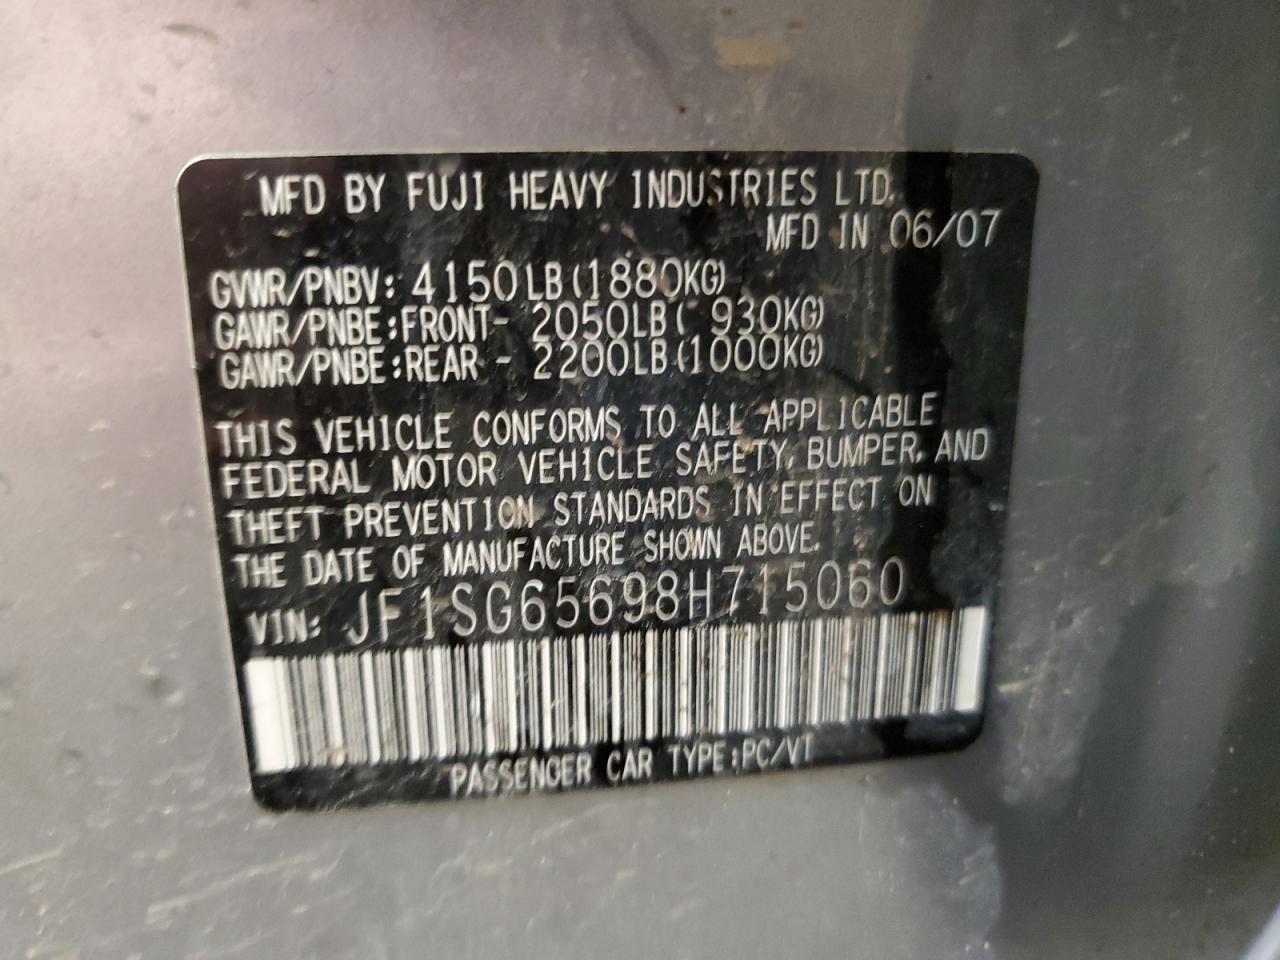 MFD BY FUJI HEAVY INDUSTRIES LTD.
MFD IN 06/07
GVWR/PNBV: 4150LB(1880KG)
GAWR/PNBE:FRONT- 2050LB( 930KG)
GAWR/PNBE:REAR - 2200LB(1000KG)
THIS VEHICLE CONFORMS TO ALL APPLICABLE
FEDERAL MOTOR VEHICLE SAFETY, BUMPER, AND
THEFT PREVENTION STANDARDS IN EFFECT ON
THE DATE OF MANUFACTURE SHOWN ABOVE.
VIN: JF1SG65698H715060
PASSENGER CAR TYPE:PC/VT